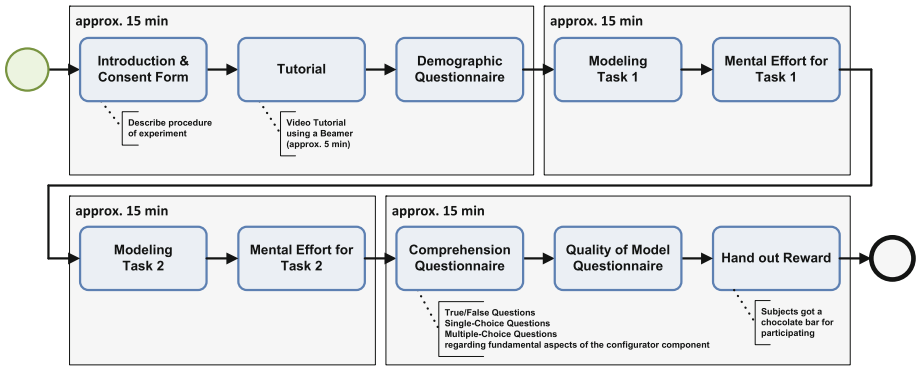 approx. 15 min
Introduction &
Consent Form
Tutorial
Demographic
Questionnaire
Describe procedure
of experiment
Video Tutorial
using a Beamer
(approx. 5 min)
approx. 15 min
Modeling
Task 1
Mental Effort for
Task 1
approx. 15 min
Modeling
Task 2
Mental Effort for
Task 2
approx. 15 min
Comprehension
Questionnaire
Quality of Model
Questionnaire
Hand out Reward
True/False Questions
Single-Choice Questions
Multiple-Choice Questions
regarding fundamental aspects of the configurator component
Subjects got a
chocolate bar for
participating